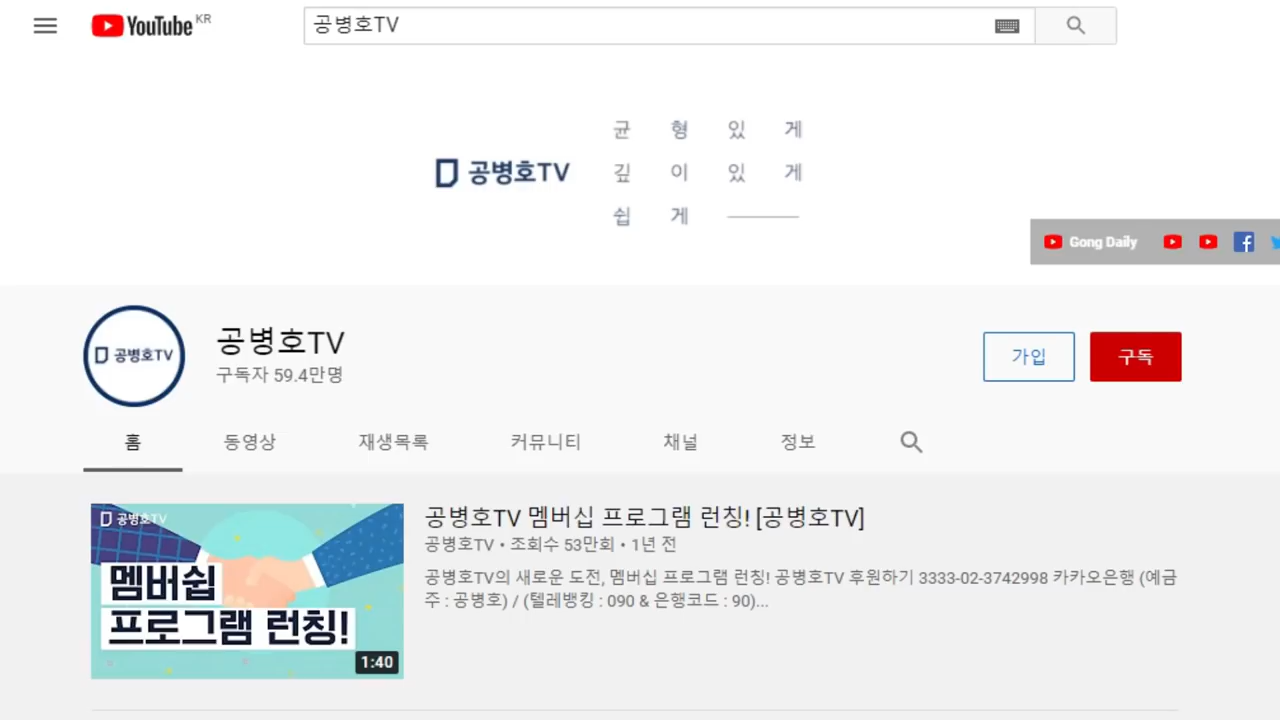 YouTube KR
공병호TV
공병호TV
균 형 있 게
깊 이 있 게
쉽 게
Gong Daily
공병호TV
공병호TV
구독자 59.4만명
가입
구독
홈 동영상 재생목록 커뮤니티 채널 정보
공병호TV
멤버쉽
프로그램 런칭!
1:40
공병호TV 멤버십 프로그램 런칭! [공병호TV]
공병호TV • 조회수 53만회 • 1년 전
공병호TV의 새로운 도전, 멤버십 프로그램 런칭! 공병호TV 후원하기 3333-02-3742998 카카오은행 (예금
주 : 공병호) / (텔레뱅킹 : 090 & 은행코드 : 90)...